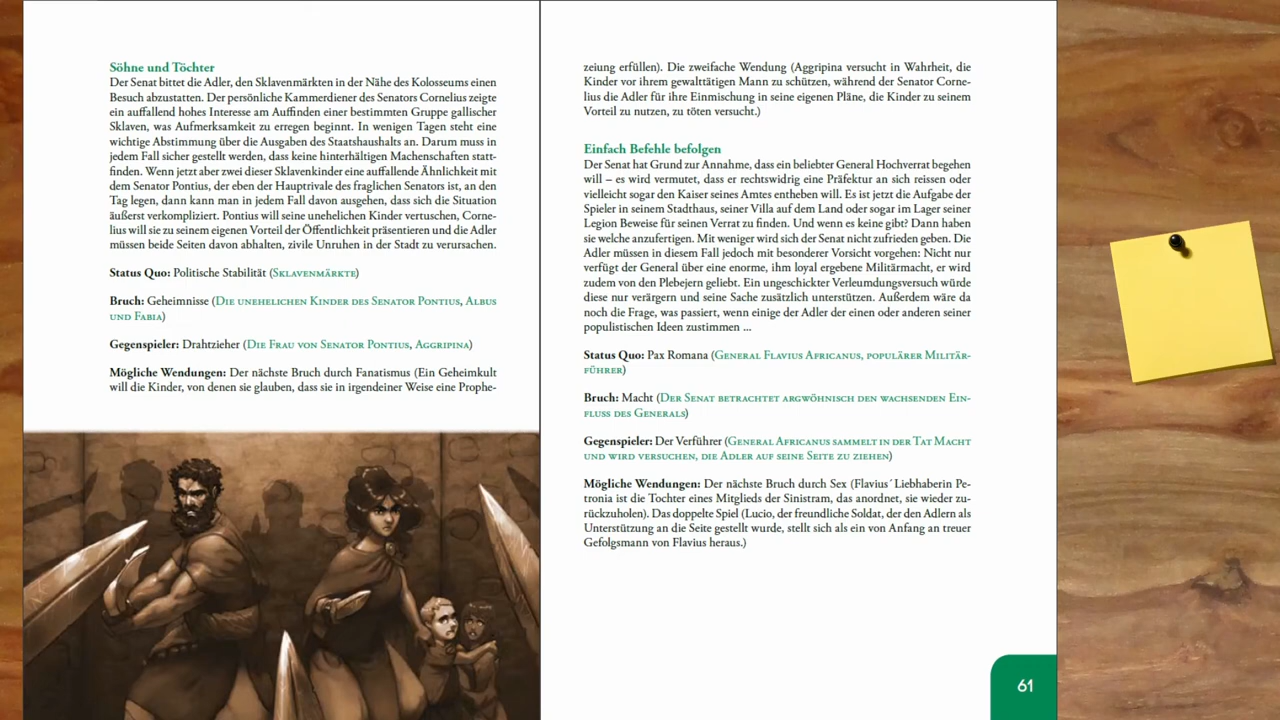 Söhne und Töchter
Der Senat bittet die Adler, den Sklavenmärkten in der Nähe des Kolosseums einen
Besuch abzustatten. Der persönliche Kammerdiener des Senators Cornelius zeigte
ein auffallend hohes Interesse am Auffinden einer bestimmten Gruppe gallischer
Sklaven, was Aufmerksamkeit zu erregen beginnt. In wenigen Tagen steht eine
wichtige Abstimmung über die Ausgaben des Staatshaushalts an. Darum muss in
jedem Fall sicher gestellt werden, dass keine hinterhältigen Machenschaften statt-
finden. Wenn jetzt aber zwei dieser Sklavenkinder eine auffallende Ähnlichkeit mit
dem Senator Pontius, der eben der Hauptrivale des fraglichen Senators ist, an den
Tag legen, dann kann man in jedem Fall davon ausgehen, dass sich die Situation
äußerst verkompliziert. Pontius will seine unehelichen Kinder vertuschen, Corne-
lius will sie zu seinem eigenen Vorteil der Öffentlichkeit präsentieren und die Adler
müssen beide Seiten davon abhalten, zivile Unruhen in der Stadt zu verursachen.
Status Quo: Politische Stabilität (Sklavenmärkte)
Bruch: Geheimnisse (Die unehelichen Kinder des Senator Pontius, Albus
und Fabia)
Gegenspieler: Drahtzieher (Die Frau von Senator Pontius, Aggripina)
Mögliche Wendungen: Der nächste Bruch durch Fanatismus (Ein Geheimkult
will die Kinder, von denen sie glauben, dass sie in irgendeiner Weise eine Prophe-
zeiung erfüllen). Die zweifache Wendung (Aggripina versucht in Wahrheit, die
Kinder vor ihrem gewalttätigen Mann zu schützen, während der Senator Corne-
lius die Adler für ihre Einmischung in seine eigenen Pläne, die Kinder zu seinem
Vorteil zu nutzen, zu töten versucht.)
Einfach Befehle befolgen
Der Senat hat Grund zur Annahme, dass ein beliebter General Hochverrat begehen
will – es wird vermutet, dass er rechtswidrig eine Präfektur an sich reissen oder
vielleicht sogar den Kaiser seines Amtes entheben will. Es ist jetzt die Aufgabe der
Spieler in seinem Stadthaus, seiner Villa auf dem Land oder sogar im Lager seiner
Legion Beweise für seinen Verrat zu finden. Und wenn es keine gibt? Dann haben
sie welche anzufertigen. Mit weniger wird sich der Senat nicht zufrieden geben. Die
Adler müssen in diesem Fall jedoch mit besonderer Vorsicht vorgehen: Nicht nur
verfügt der General über eine enorme, ihm loyal ergebene Militärmacht, er wird
zudem von den Plebejern geliebt. Ein ungeschickter Verleumdungsversuch würde
diese nur verärgern und seine Sache zusätzlich unterstützen. Außerdem wäre da
noch die Frage, was passiert, wenn einige der Adler der einen oder anderen seiner
populistischen Ideen zustimmen ...
Status Quo: Pax Romana (General Flavius Africanus, populärer Militär-
führer)
Bruch: Macht (Der Senat betrachtet argwöhnisch den wachsenden Ein-
fluss des Generals)
Gegenspieler: Der Verführer (General Africanus sammelt in der Tat Macht
und wird versuchen, die Adler auf seine Seite zu ziehen)
Mögliche Wendungen: Der nächste Bruch durch Sex (Flavius´ Liebhaberin Pe-
tronia ist die Tochter eines Mitglieds der Sinistram, das anordnet, sie wieder zu-
rückzuholen). Das doppelte Spiel (Lucio, der freundliche Soldat, der den Adlern als
Unterstützung an die Seite gestellt wurde, stellt sich als ein von Anfang an treuer
Gefolgsmann von Flavius heraus.)
61